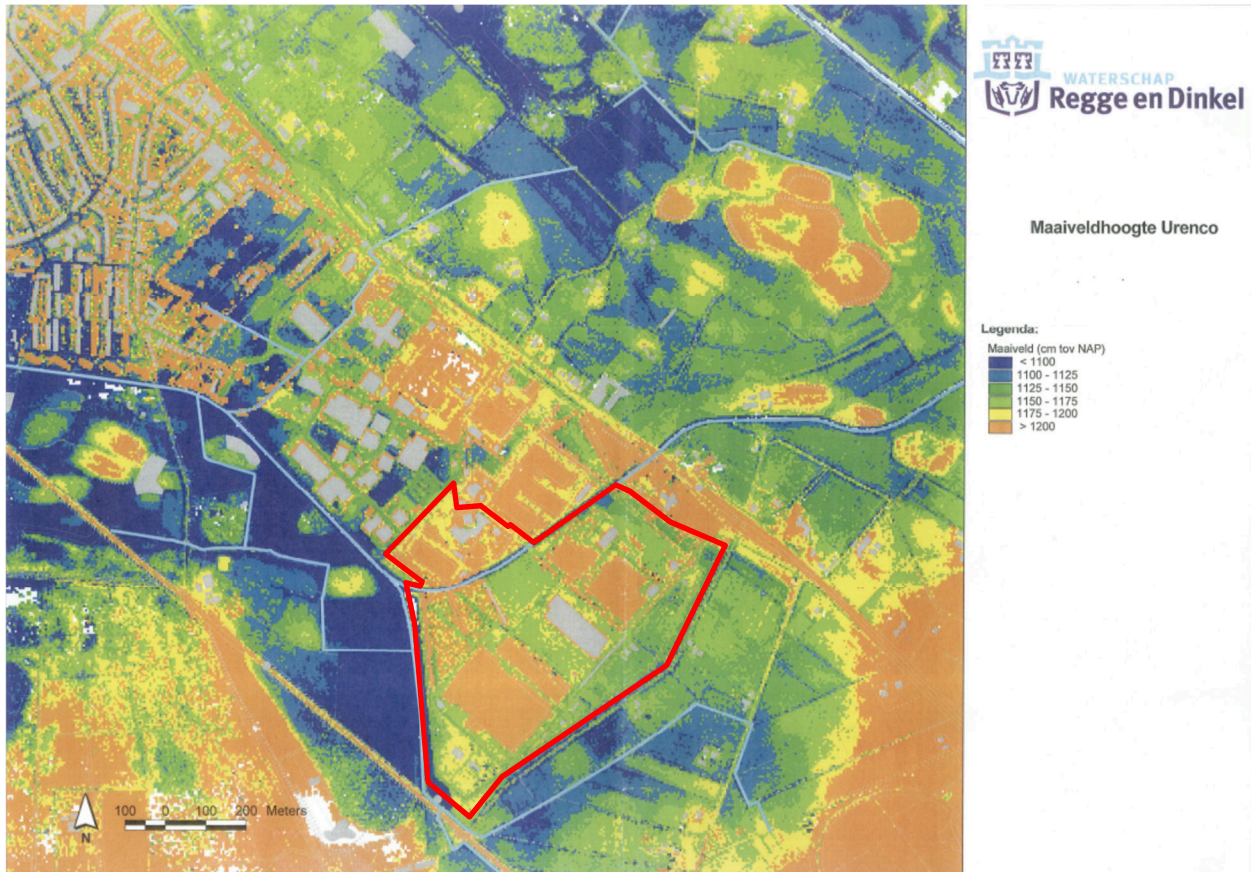 WATERSCHAP
Regge en Dinkel
Maaiveldhoogte Urenco
Legenda:
Maaiveld (cm tov NAP)
< 1100
1100 - 1125
1125 - 1150
1150 - 1175
1175 - 1200
> 1200
100 0 100 200 Meters
N